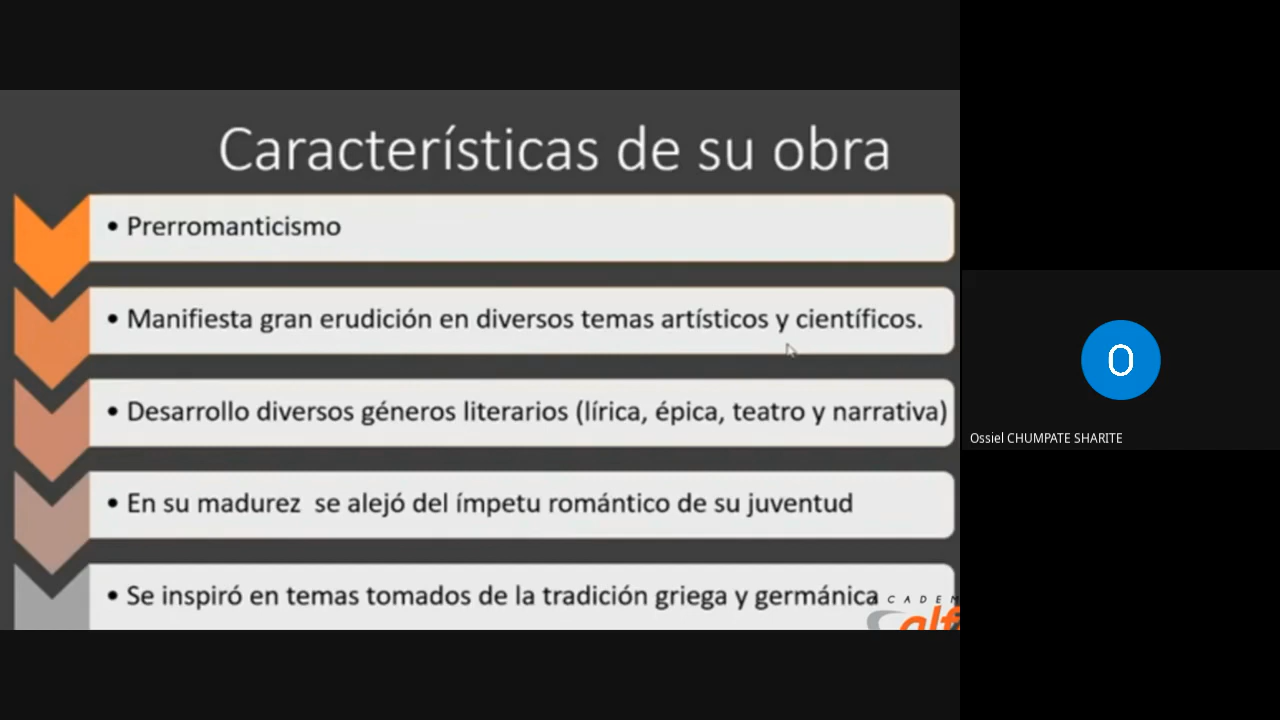 Características de su obra
• Prerromanticismo
• Manifiesta gran erudición en diversos temas artísticos y científicos.
• Desarrollo diversos géneros literarios (lírica, épica, teatro y narrativa)
• En su madurez se alejó del ímpetu romántico de su juventud
• Se inspiró en temas tomados de la tradición griega y germánica
O
Ossiel CHUMPATE SHARITE